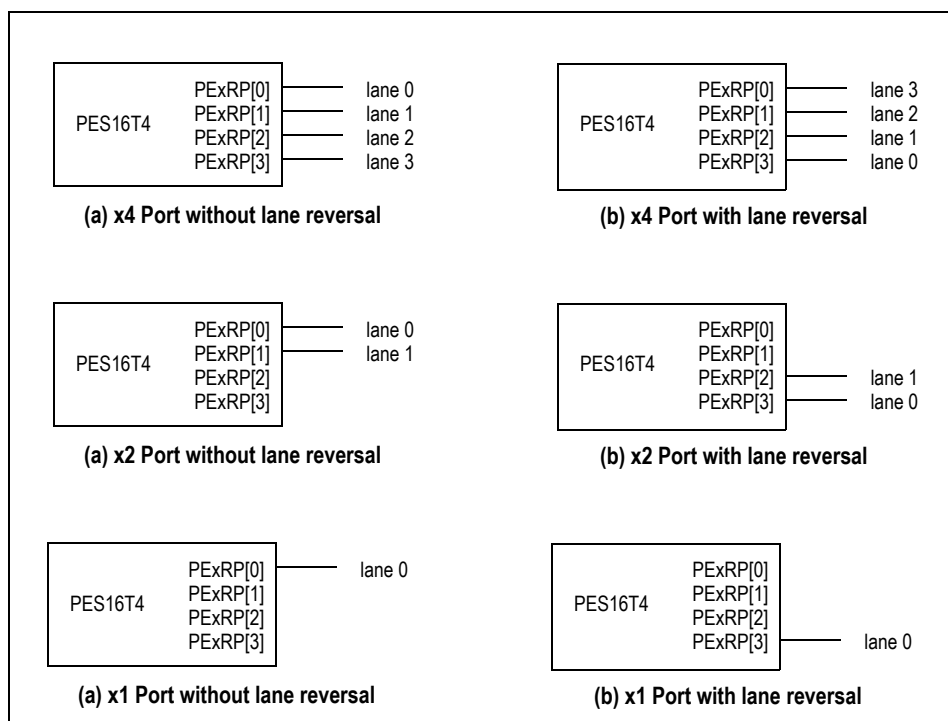 PES16T4
PExRP[0] lane 0
PExRP[1] lane 1
PExRP[2] lane 2
PExRP[3] lane 3
(a) x4 Port without lane reversal
PES16T4
PExRP[0] lane 3
PExRP[1] lane 2
PExRP[2] lane 1
PExRP[3] lane 0
(b) x4 Port with lane reversal
PES16T4
PExRP[0] lane 0
PExRP[1] lane 1
PExRP[2]
PExRP[3]
(a) x2 Port without lane reversal
PES16T4
PExRP[0]
PExRP[1]
PExRP[2] lane 1
PExRP[3] lane 0
(b) x2 Port with lane reversal
PES16T4
PExRP[0] lane 0
PExRP[1]
PExRP[2]
PExRP[3]
(a) x1 Port without lane reversal
PES16T4
PExRP[0]
PExRP[1]
PExRP[2]
PExRP[3] lane 0
(b) x1 Port with lane reversal